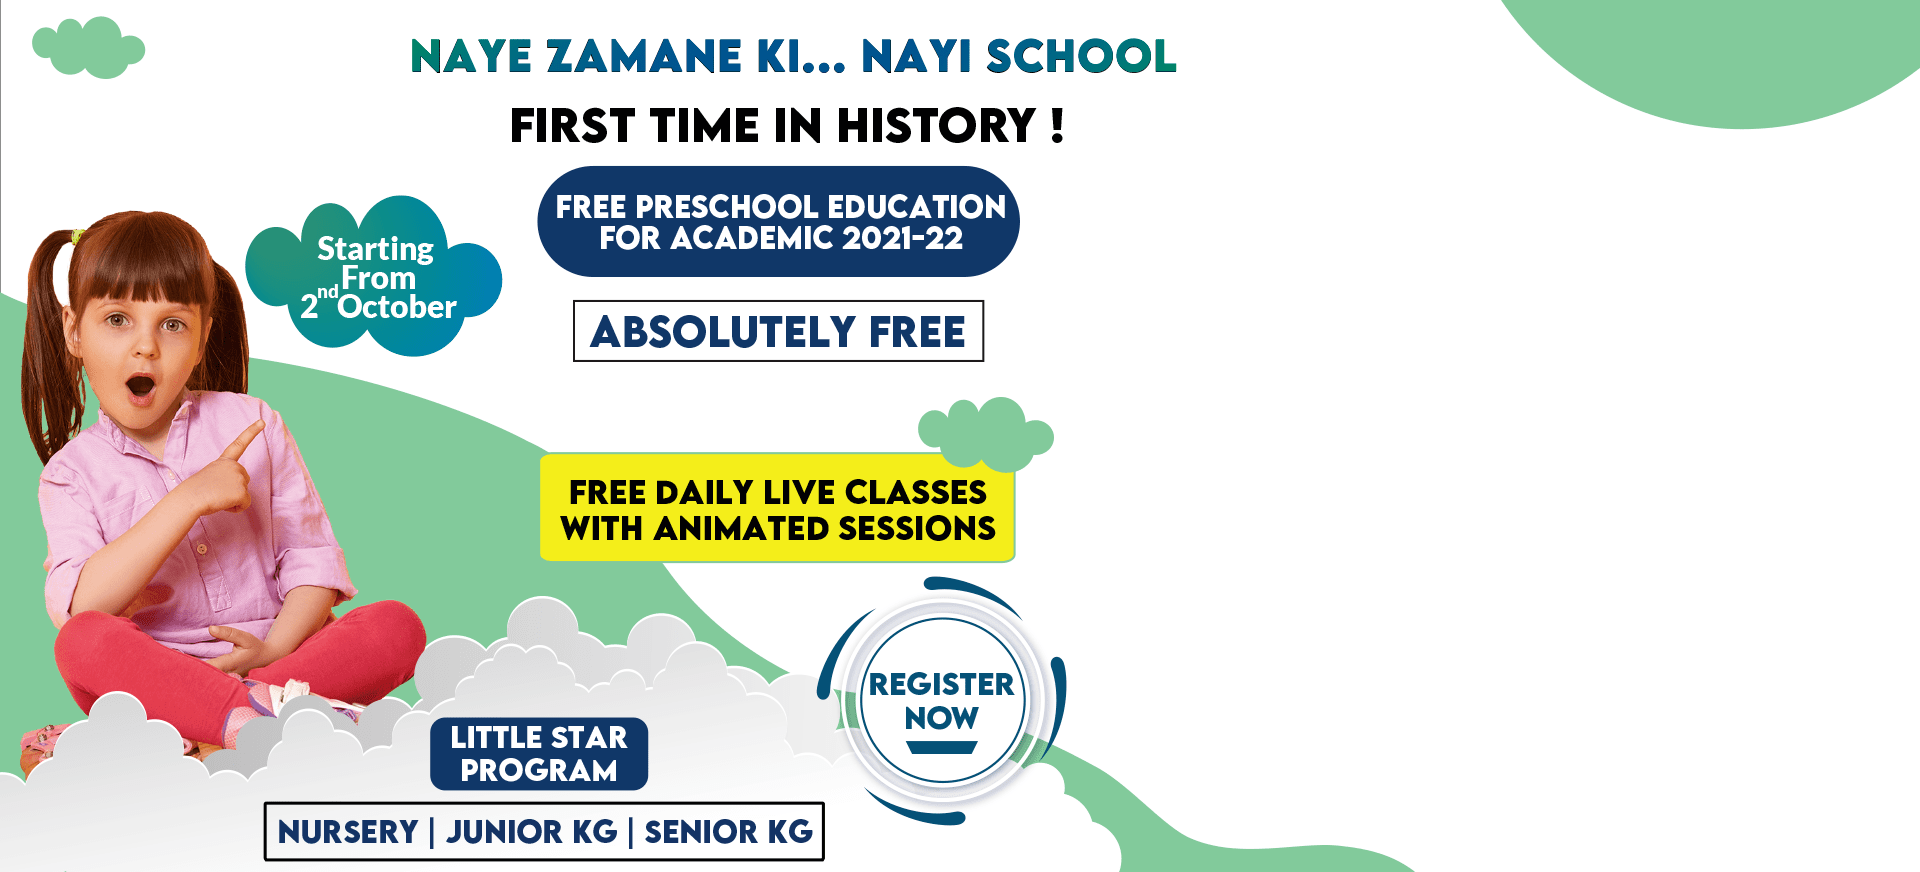 NAYE ZAMANE KI... NAYI SCHOOL
FIRST TIME IN HISTORY !
FREE PRESCHOOL EDUCATION
FOR ACADEMIC 2021-22
Starting
From
2nd October
ABSOLUTELY FREE
FREE DAILY LIVE CLASSES
WITH ANIMATED SESSIONS
REGISTER
NOW
LITTLE STAR
PROGRAM
NURSERY | JUNIOR KG | SENIOR KG